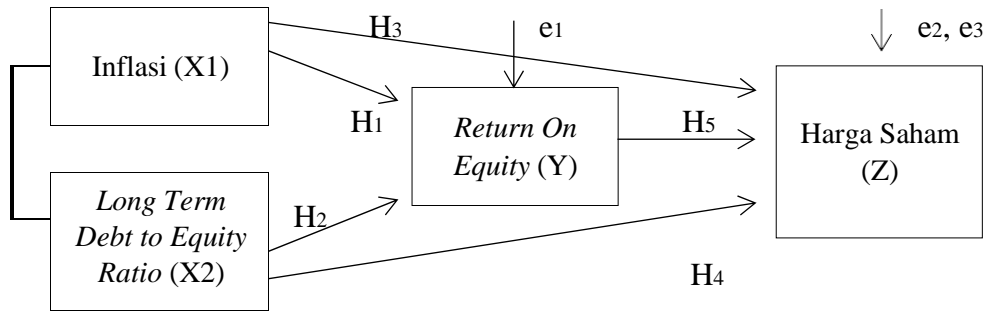 H3
e1
e2, e3
Inflasi (X1)
H1
Return On
Equity (Y)
H5
Harga Saham
(Z)
Long Term
Debt to Equity
Ratio (X2)
H2
H4